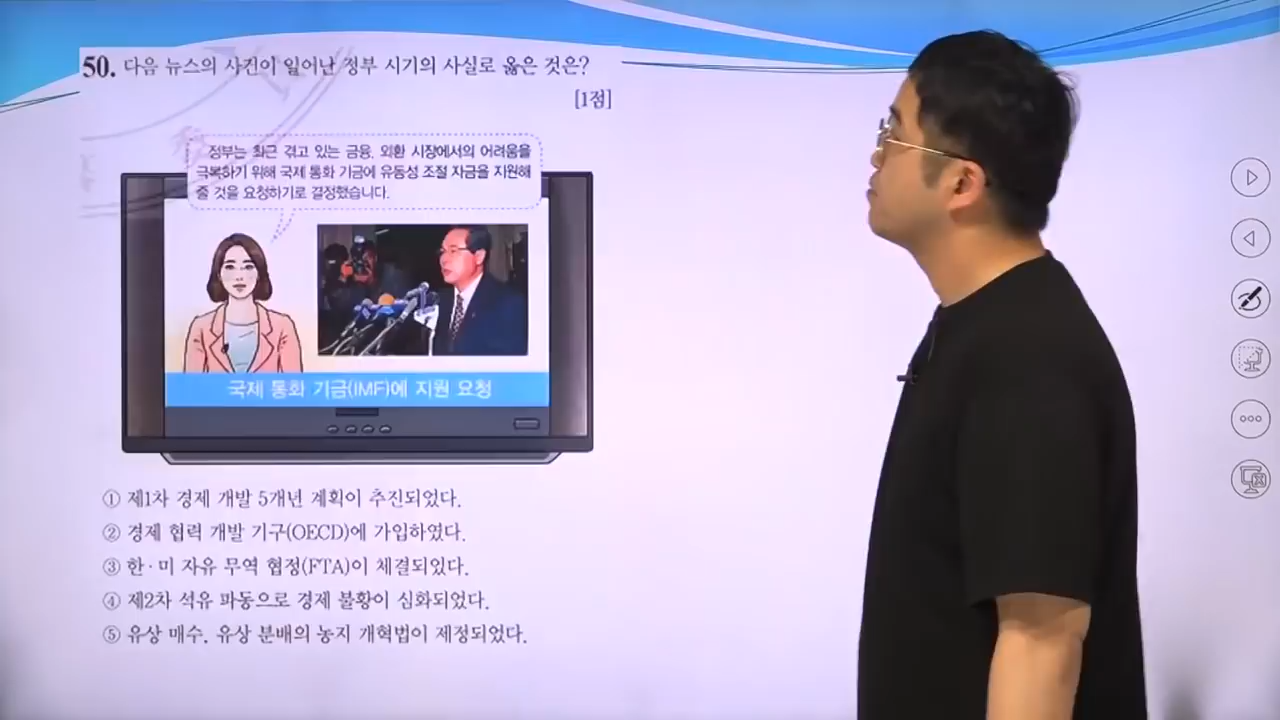 50. 다음 뉴스의 사건이 일어난 정부 시기의 사실로 옳은 것은?
[1점]
정부는 최근 겪고 있는 금융, 외환 시장에서의 어려움을
극복하기 위해 국제 통화 기금에 유동성 조절 자금을 지원해
줄 것을 요청하기로 결정했습니다.
국제 통화 기금(IMF)에 지원 요청
① 제1차 경제 개발 5개년 계획이 추진되었다.
② 경제 협력 개발 기구(OECD)에 가입하였다.
③ 한·미 자유 무역 협정(FTA)이 체결되었다.
④ 제2차 석유 파동으로 경제 불황이 심화되었다.
⑤ 유상 매수, 유상 분배의 농지 개혁법이 제정되었다.